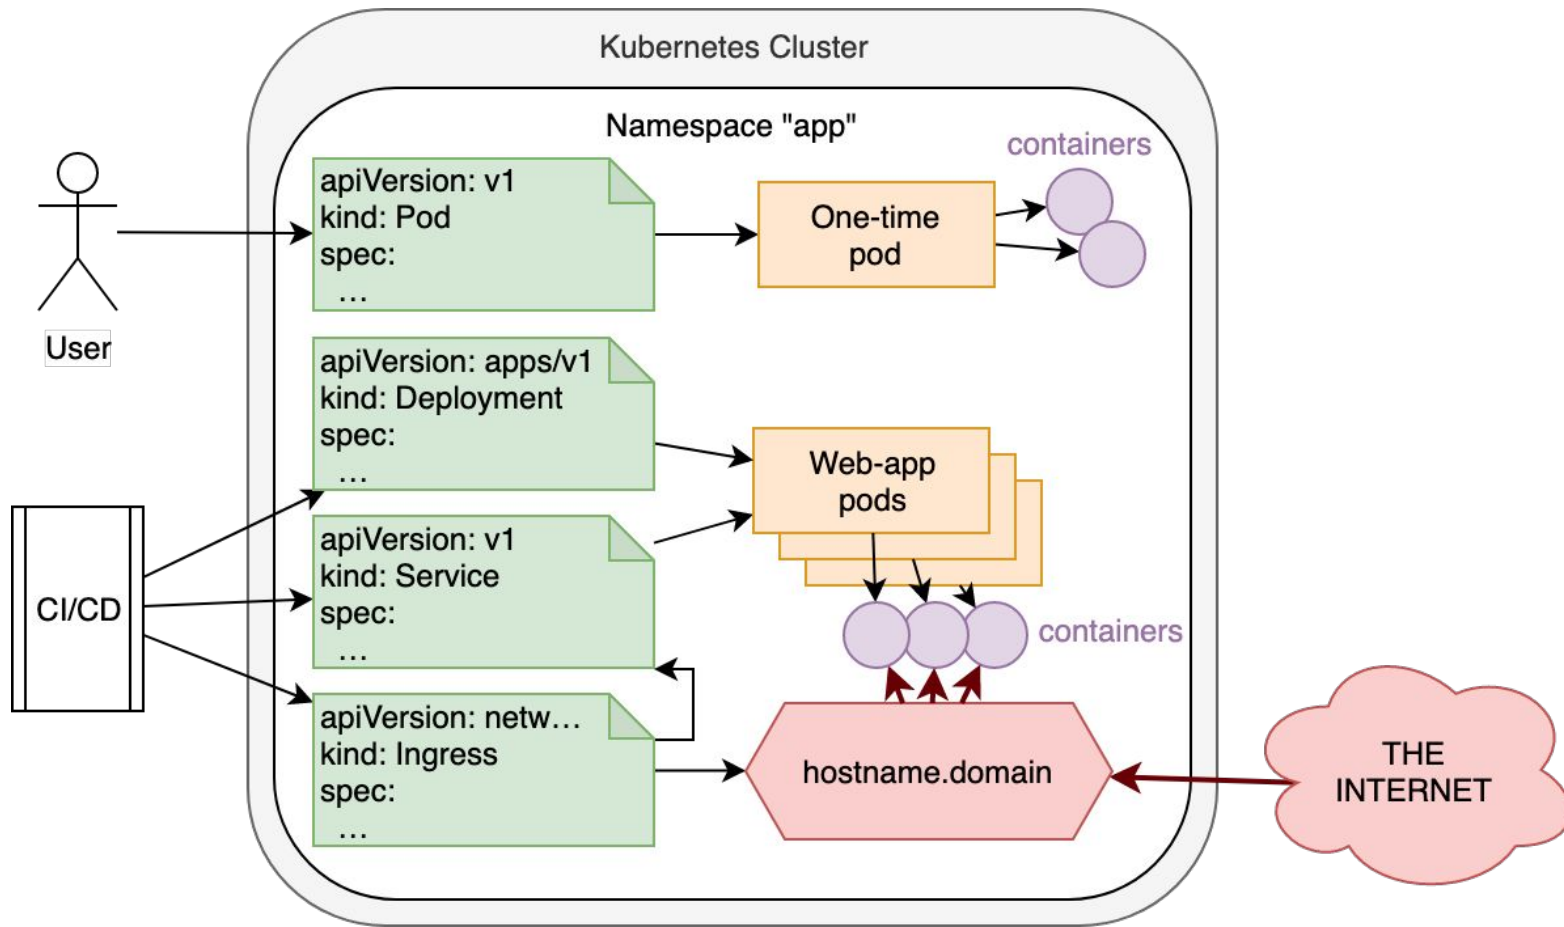 Kubernetes Cluster
Namespace "app"
containers
apiVersion: v1
kind: Pod
spec:
…
One-time
pod
User
apiVersion: apps/v1
kind: Deployment
spec:
…
Web-app
pods
CI/CD
apiVersion: v1
kind: Service
spec:
…
containers
apiVersion: netw…
kind: Ingress
spec:
…
hostname.domain
THE
INTERNET